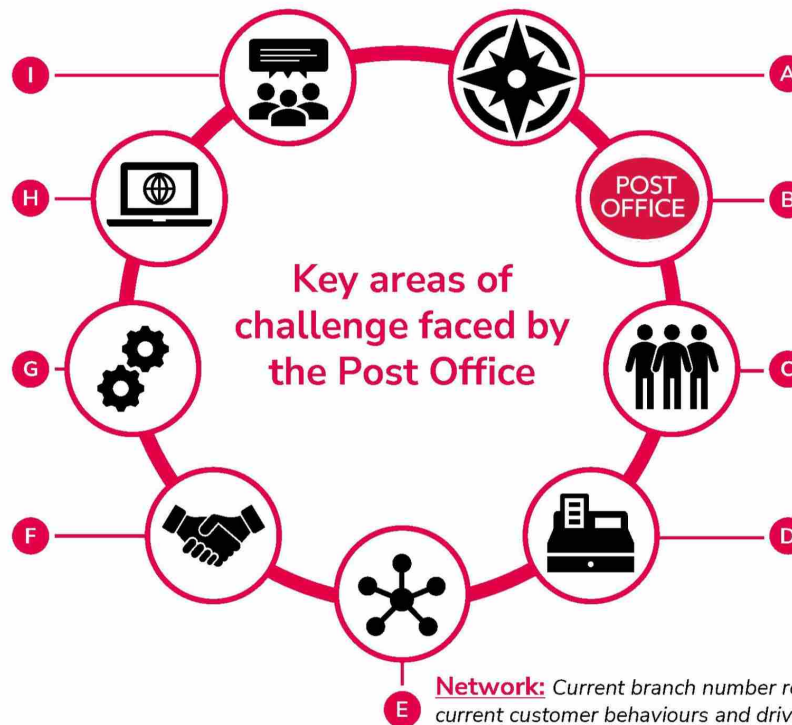 I
A
H
POST
OFFICE
B
Key areas of
challenge faced by
the Post Office
G
C
F
D
E
Network: Current branch number
current customer behaviours and